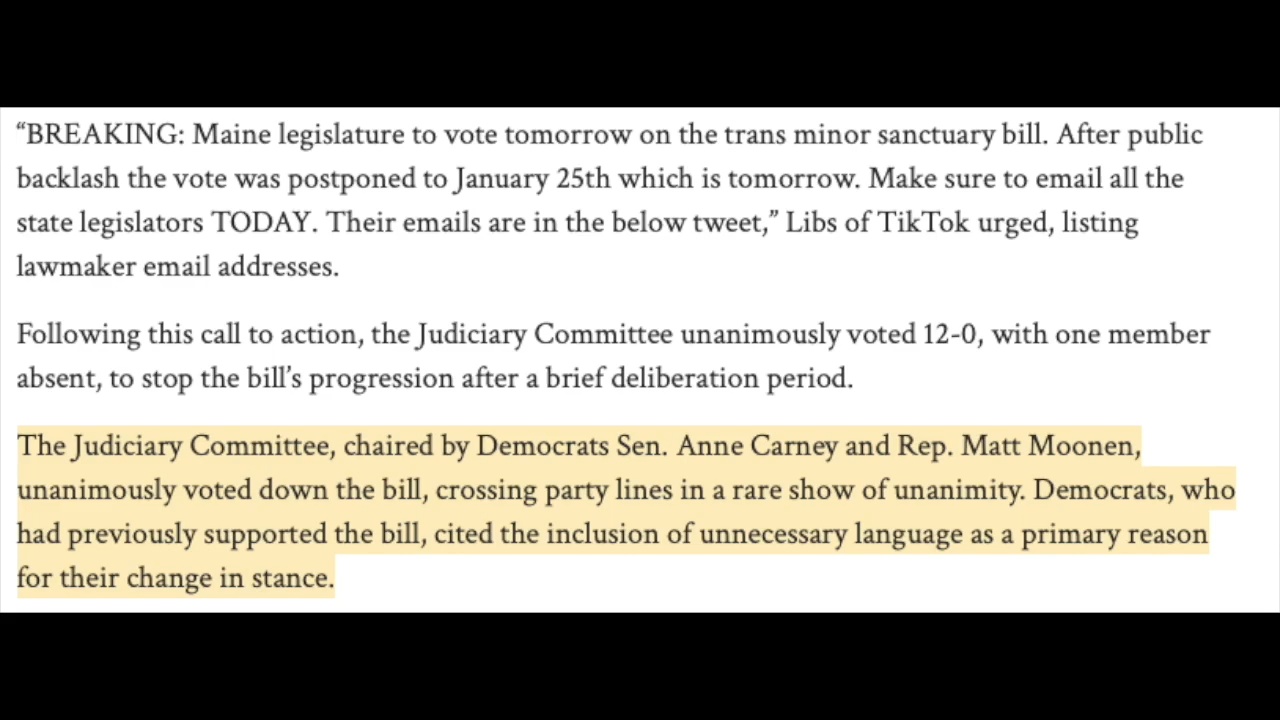 “BREAKING: Maine legislature to vote tomorrow on the trans minor sanctuary bill. After public
backlash the vote was postponed to January 25th which is tomorrow. Make sure to email all the
state legislators TODAY. Their emails are in the below tweet,” Libs of TikTok urged, listing
lawmaker email addresses.
Following this call to action, the Judiciary Committee unanimously voted 12-0, with one member
absent, to stop the bill’s progression after a brief deliberation period.
The Judiciary Committee, chaired by Democrats Sen. Anne Carney and Rep. Matt Moonen,
unanimously voted down the bill, crossing party lines in a rare show of unanimity. Democrats, who
had previously supported the bill, cited the inclusion of unnecessary language as a primary reason
for their change in stance.